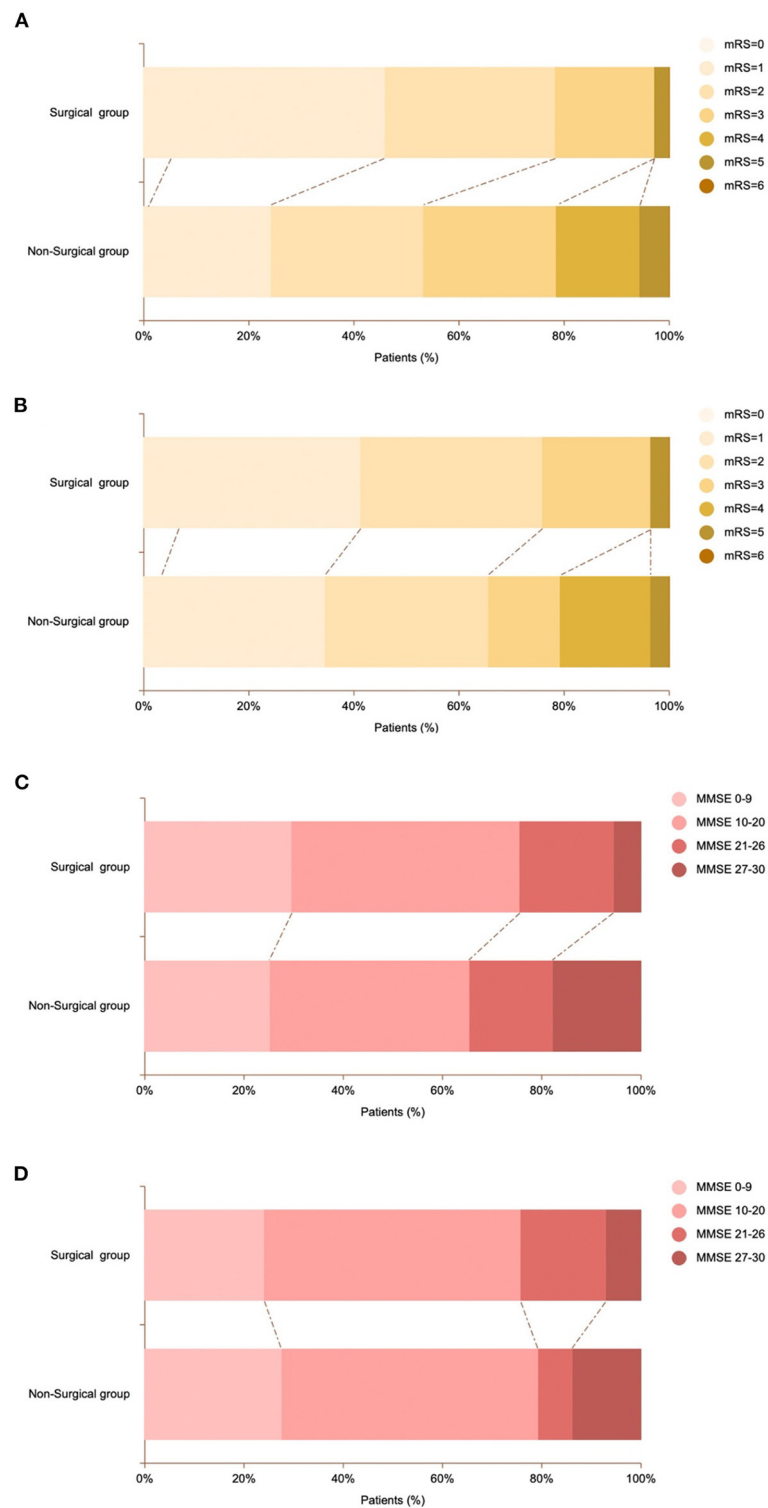 A
mRS=0
mRS=1
mRS=2
mRS=3
mRS=4
mRS=5
mRS=6
Surgical group
Non-Surgical group
0% 20% 40% 60% 80% 100%
Patients (%)
B
mRS=0
mRS=1
mRS=2
mRS=3
mRS=4
mRS=5
mRS=6
Surgical group
Non-Surgical group
0% 20% 40% 60% 80% 100%
Patients (%)
C
MMSE 0-9
MMSE 10-20
MMSE 21-26
MMSE 27-30
Surgical group
Non-Surgical group
0% 20% 40% 60% 80% 100%
Patients (%)
D
MMSE 0-9
MMSE 10-20
MMSE 21-26
MMSE 27-30
Surgical group
Non-Surgical group
0% 20% 40% 60% 80% 100%
Patients (%)